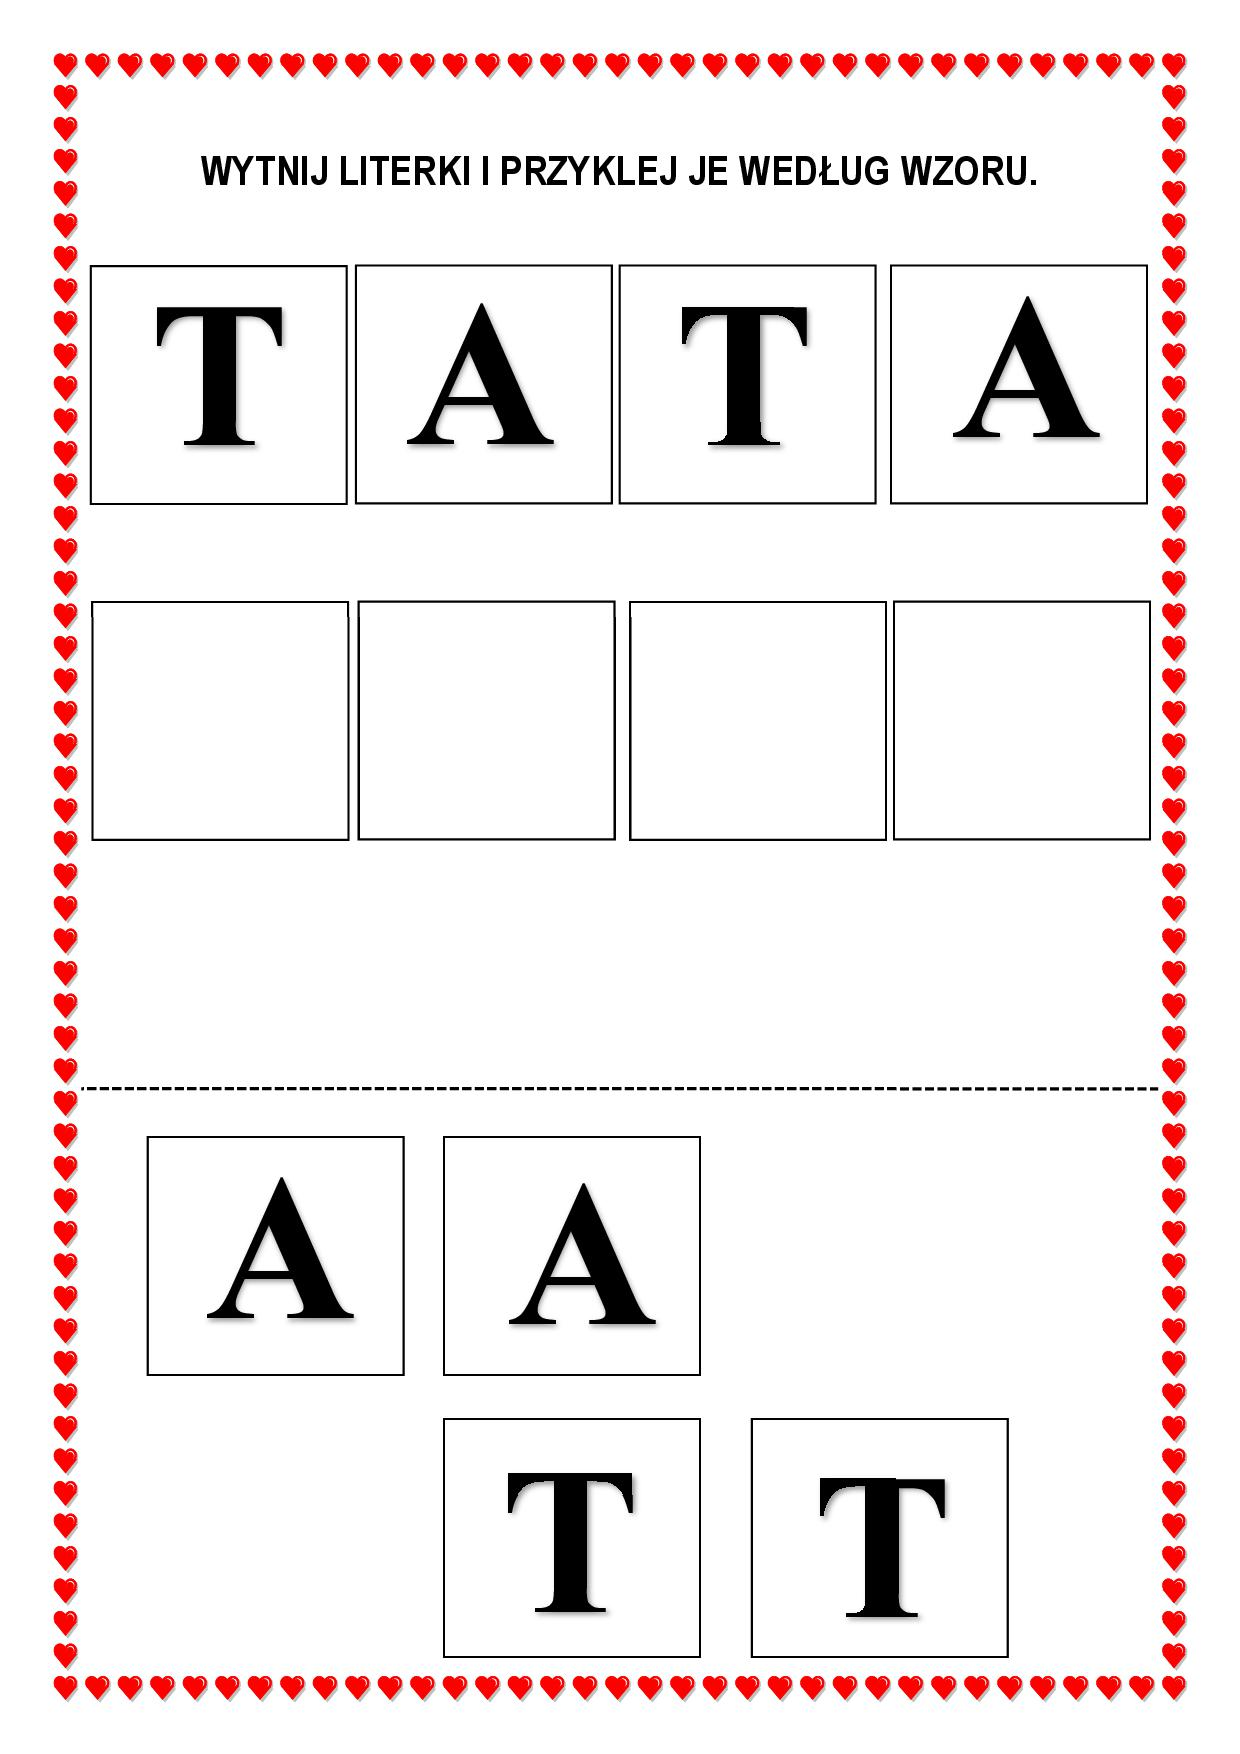 WYTNIJ LITERKI I PRZYKLEJ JE WEDŁUG WZORU.
T A T A
A A
T T